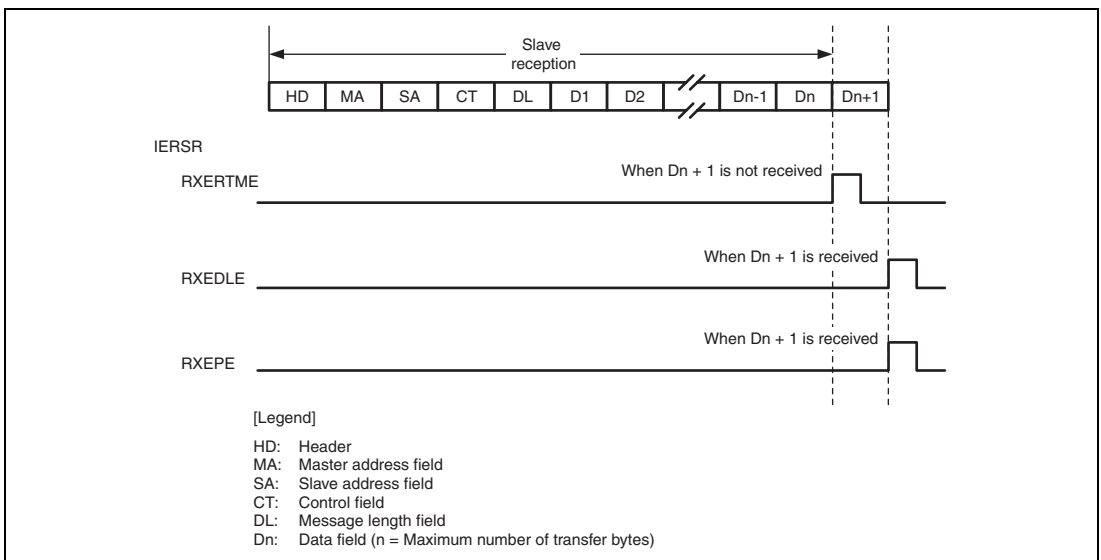 Slave
reception
HD MA SA CT DL D1 D2 Dn-1 Dn Dn+1
IERSR
When Dn + 1 is not received
RXERTME
When Dn + 1 is received
RXEDLE
When Dn + 1 is received
RXEPE
[Legend]
HD: Header
MA: Master address field
SA: Slave address field
CT: Control field
DL: Message length field
Dn: Data field (n = Maximum number of transfer bytes)